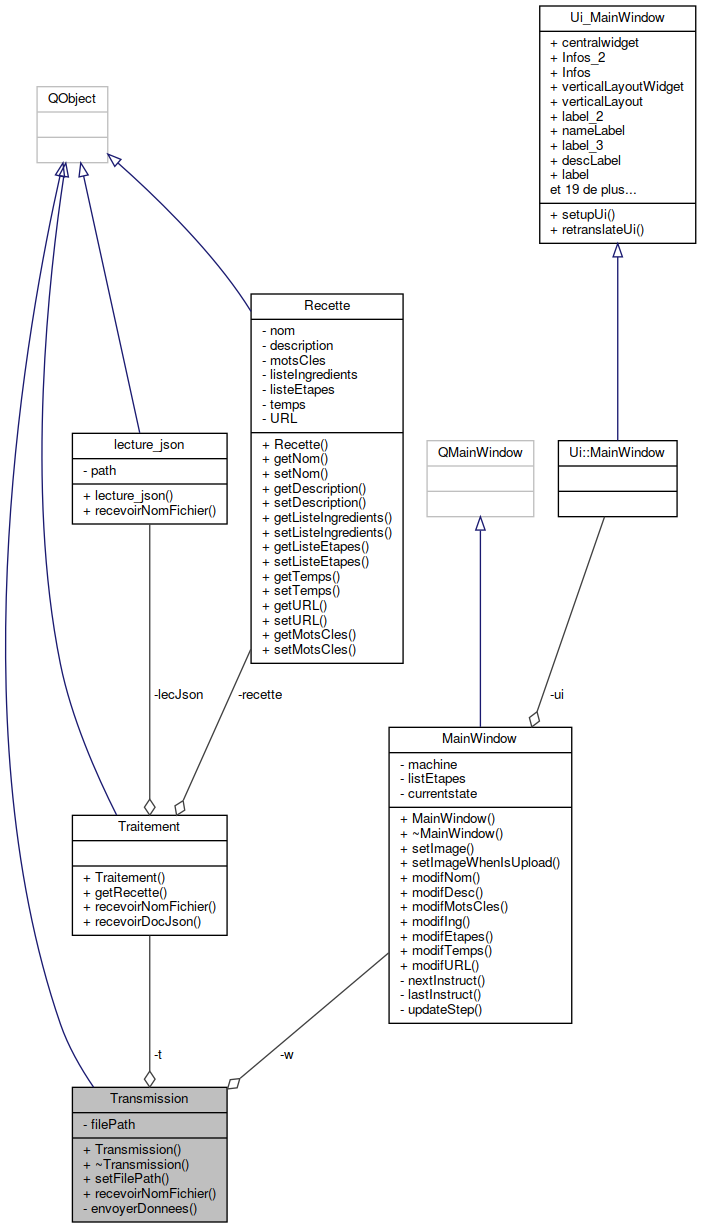 Ui_MainWindow
+ centralwidget
+ Infos_2
+ Infos
+ verticalLayoutWidget
+ verticalLayout
+ label_2
+ nameLabel
+ label_3
+ descLabel
+ label
et 19 de plus...
+ setupUi()
+ retranslateUi()
QObject
Recette
- nom
- description
- motsCles
- listeIngredients
- listeEtapes
- temps
- URL
+ Recette()
+ getNom()
+ setNom()
+ getDescription()
+ setDescription()
+ getListeIngredients()
+ setListeIngredients()
+ getListeEtapes()
+ setListeEtapes()
+ getTemps()
+ setTemps()
+ getURL()
+ setURL()
+ getMotsCles()
+ setMotsCles()
lecture_json
- path
+ lecture_json()
+ recevoirNomFichier()
QMainWindow
Ui::MainWindow
-lecJson
-recette
-ui
MainWindow
- machine
- listEtapes
- currentstate
+ MainWindow()
+ ~MainWindow()
+ setImage()
+ setImageWhenIsUpload()
+ modifNom()
+ modifDesc()
+ modifMotsCles()
+ modifIng()
+ modifEtapes()
+ modifTemps()
+ modifURL()
- nextInstruct()
- lastInstruct()
- updateStep()
Traitement
+ Traitement()
+ getRecette()
+ recevoirNomFichier()
+ recevoirDocJson()
-t
-w
Transmission
- filePath
+ Transmission()
+ ~Transmission()
+ setFilePath()
+ recevoirNomFichier()
- envoyerDonnees()